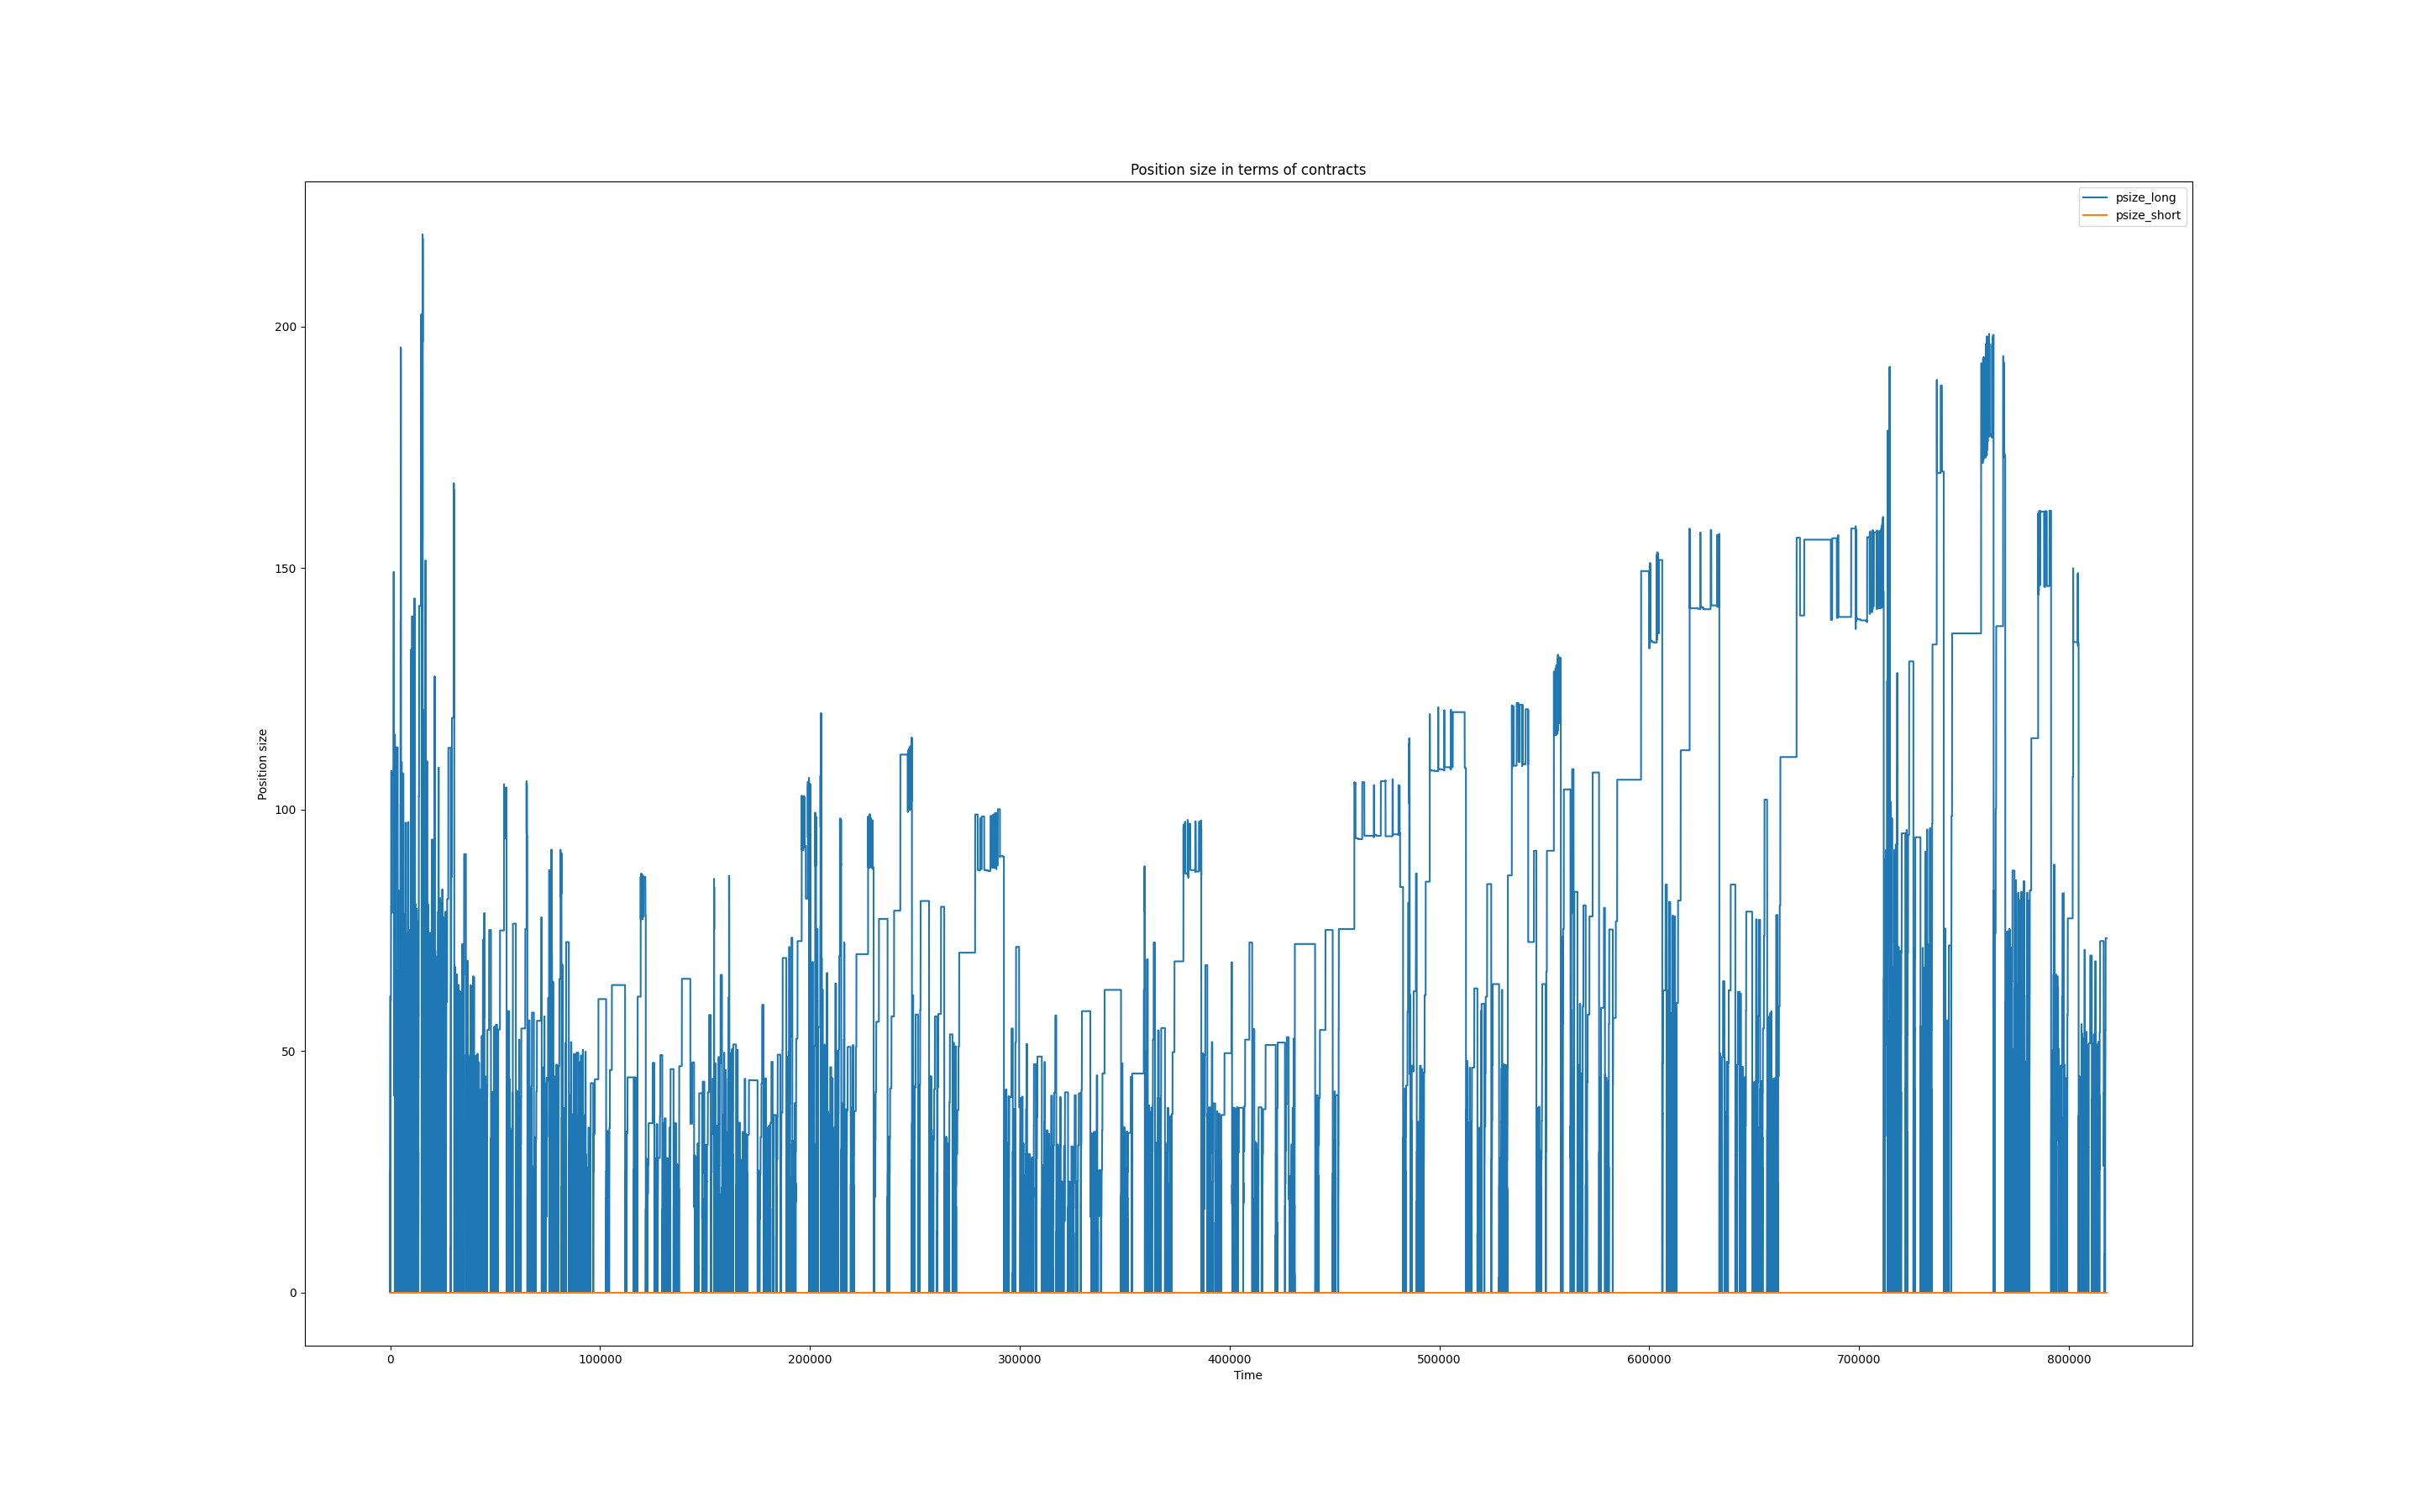 Position size in terms of contracts
psize_long
psize_short
Position size
200
150
100
50
0
0 100000 200000 300000 400000 500000 600000 700000 800000
Time